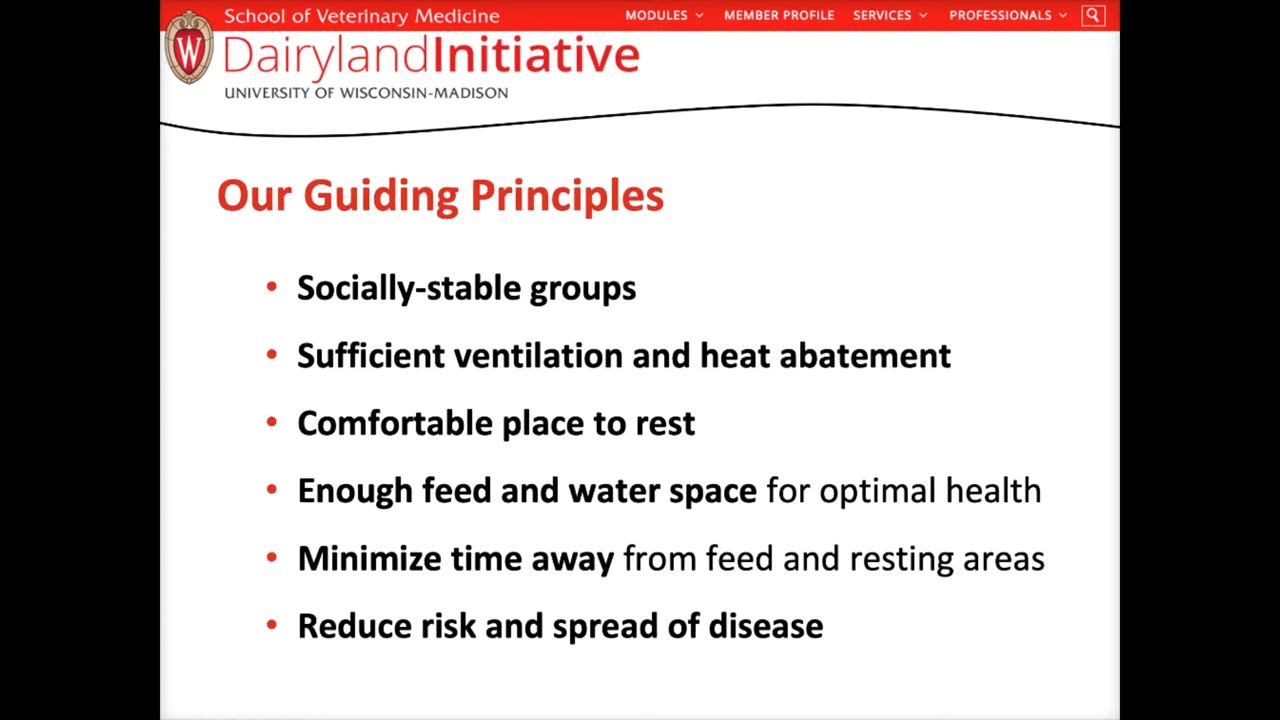 School of Veterinary Medicine
MODULES MEMBER PROFILE SERVICES PROFESSIONALS
W
DairylandInitiative
UNIVERSITY OF WISCONSIN-MADISON
Our Guiding Principles
• Socially-stable groups
• Sufficient ventilation and heat abatement
• Comfortable place to rest
• Enough feed and water space for optimal health
• Minimize time away from feed and resting areas
• Reduce risk and spread of disease